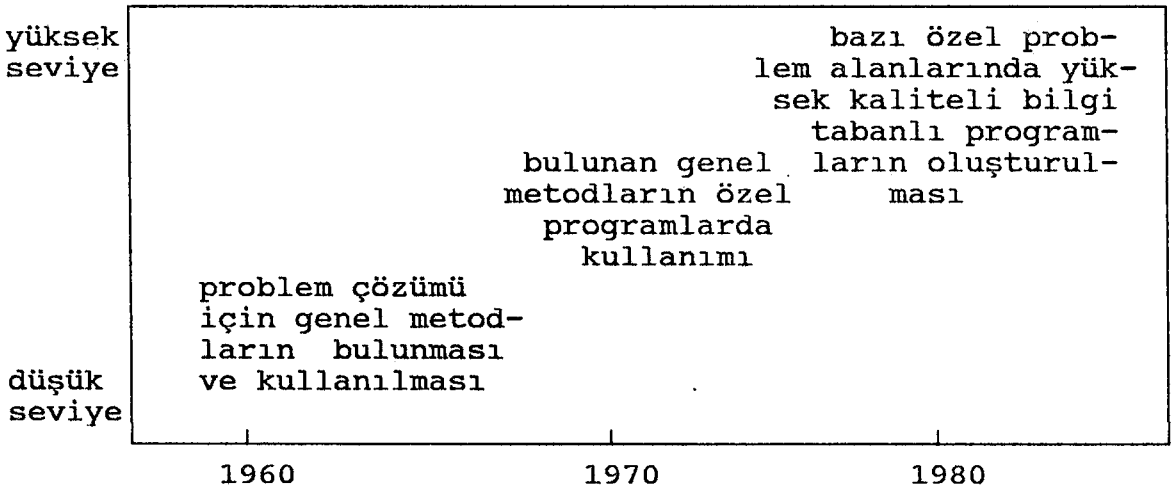 yüksek
seviye
bazı özel prob-
lem alanlarında yük-
sek kaliteli bilgi
tabanlı program-
ların oluşturul-
ması
bulunan genel
metodların özel
programlarda
kullanımı
problem çözümü
için genel metod-
ların bulunması
ve kullanılması
düşük
seviye
1960 1970 1980